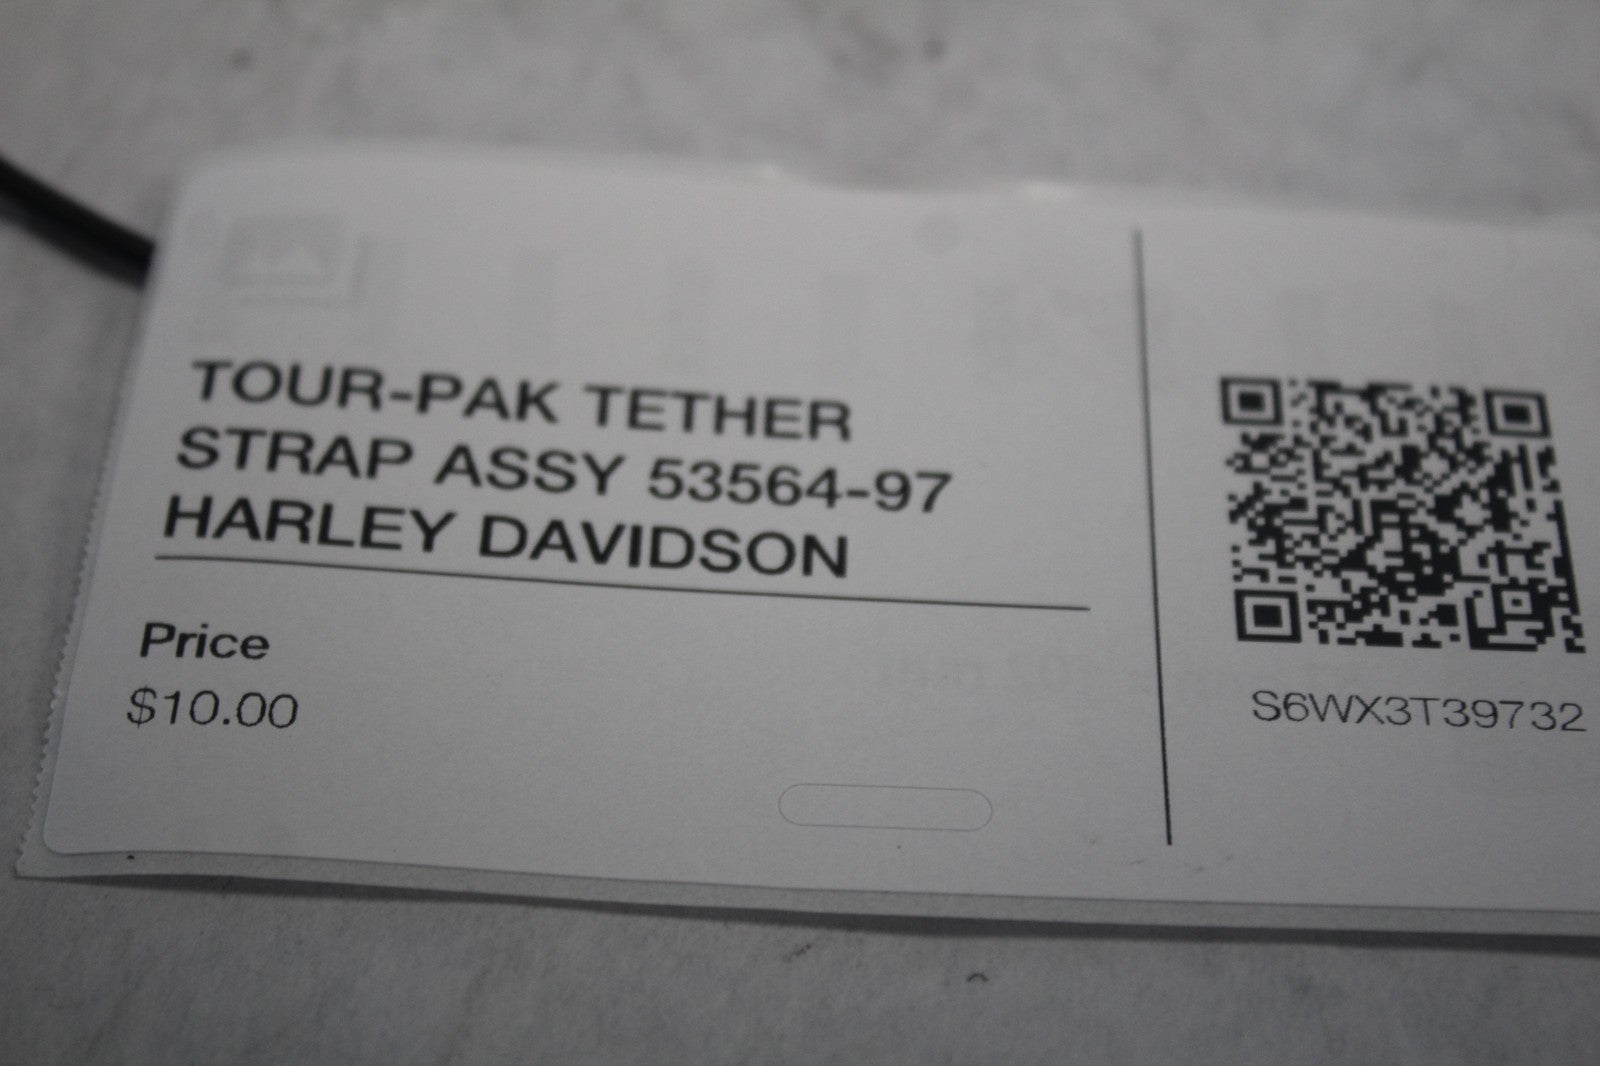 TOUR-PAK TETHER
STRAP ASSY 53564-97
HARLEY DAVIDSON
Price
$10.00
S6WX3T39732